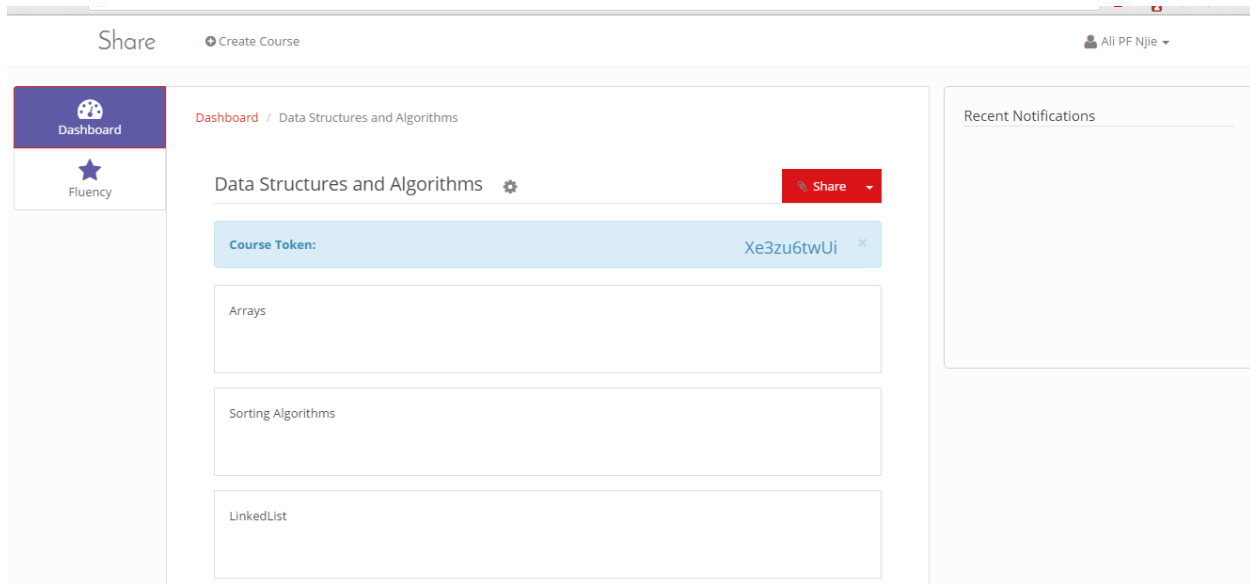 Share
Create Course
Ali PF Njie
Dashboard
Fluency
Dashboard / Data Structures and Algorithms
Data Structures and Algorithms
Share
Course Token: Xe3zu6twUi ×
Arrays
Sorting Algorithms
LinkedList
Recent Notifications